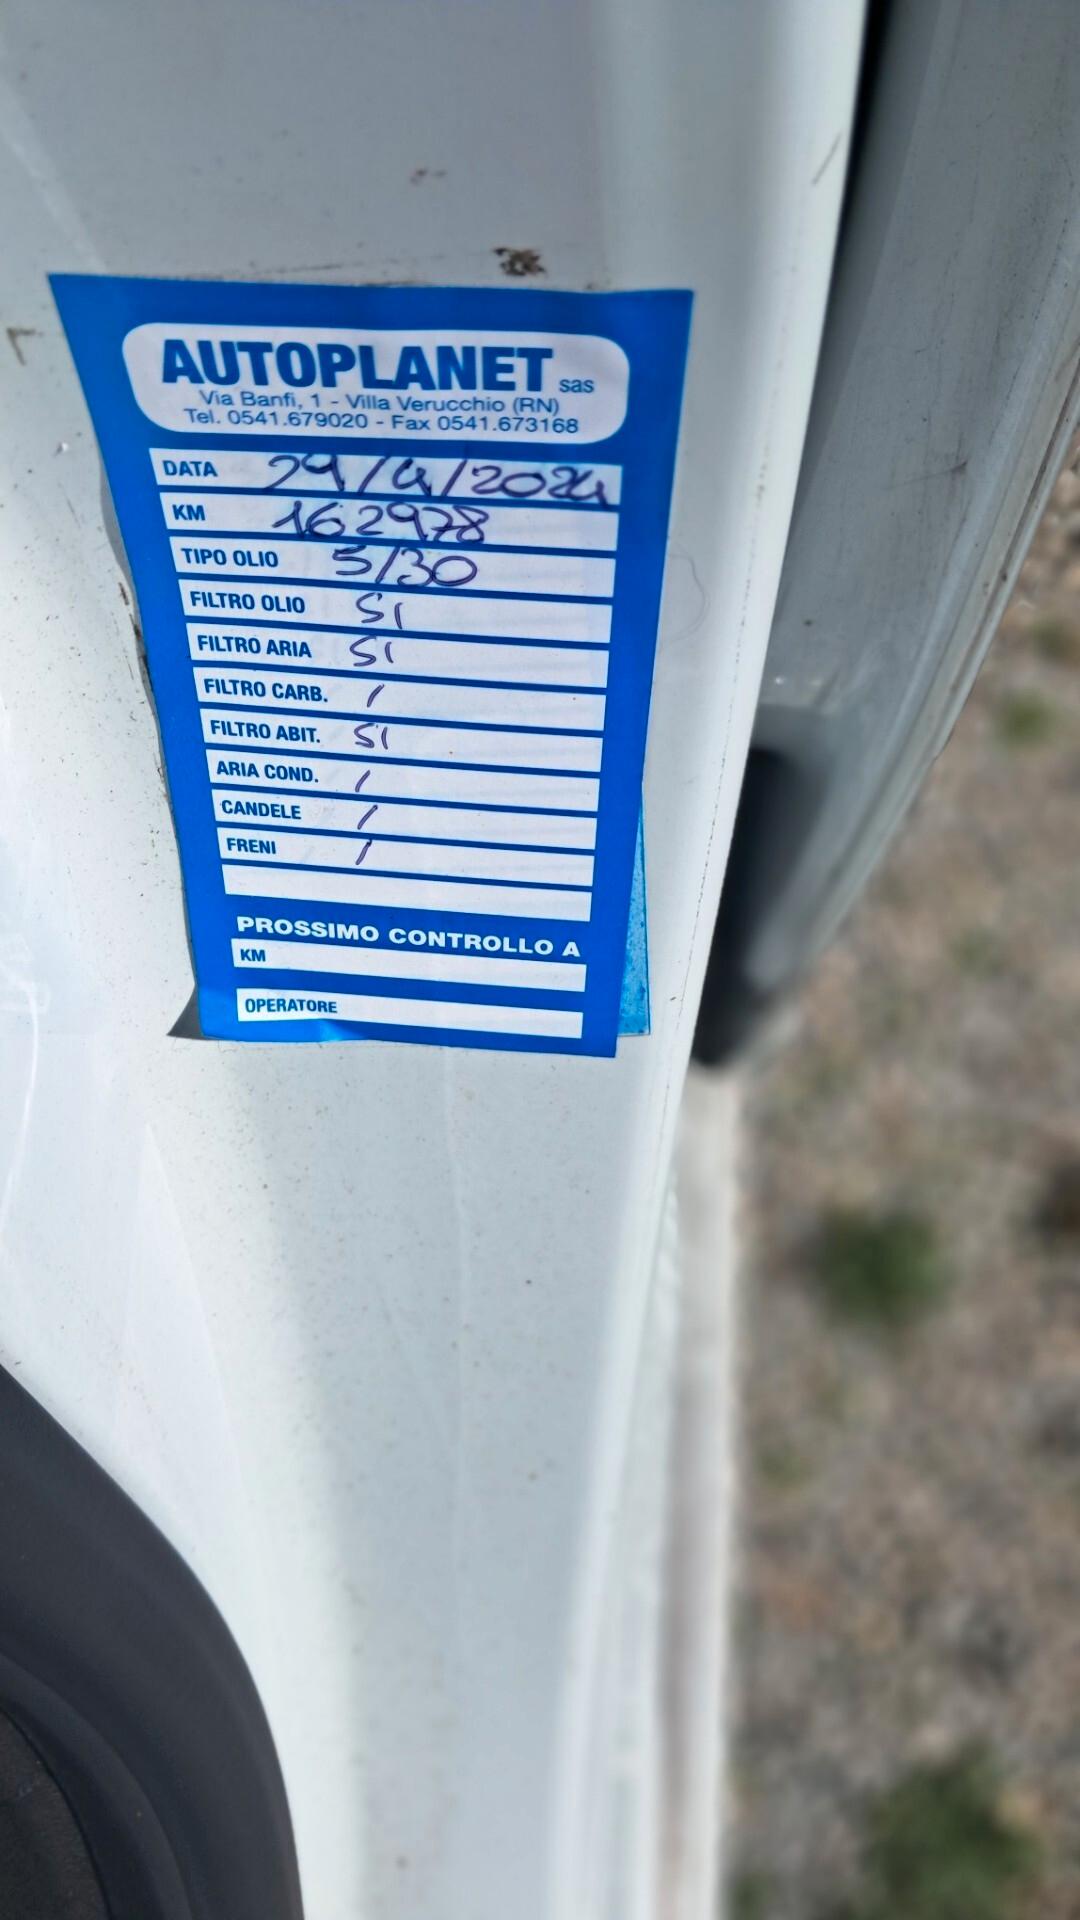 AUTOPLANET sas
Via Banfi, 1 - Villa Verucchio (RN)
Tel. 0541.679020 - Fax 0541.673168
DATA 29/4/2024
KM 162978
TIPO OLIO 5/30
FILTRO OLIO SI
FILTRO ARIA SI
FILTRO CARB. /
FILTRO ABIT. SI
ARIA COND. /
CANDELE /
FRENI /
PROSSIMO CONTROLLO A
KM
OPERATORE